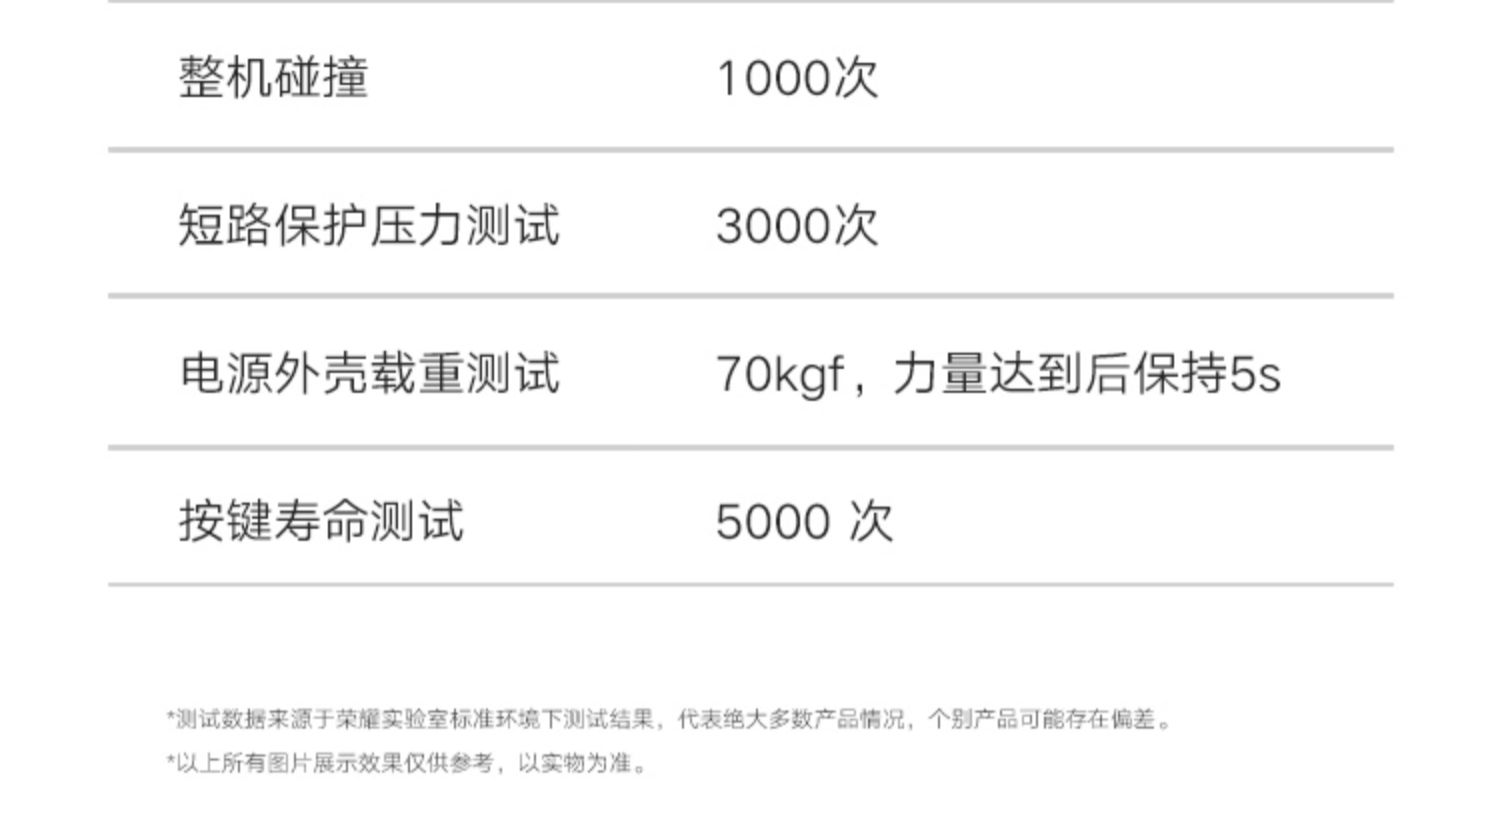 整机碰撞 1000次
短路保护压力测试 3000次
电源外壳载重测试 70kgf，力量达到后保持5s
按键寿命测试 5000 次
*测试数据来源于荣耀实验室标准环境下测试结果，代表绝大多数产品情况，个别产品可能存在偏差。
*以上所有图片展示效果仅供参考，以实物为准。